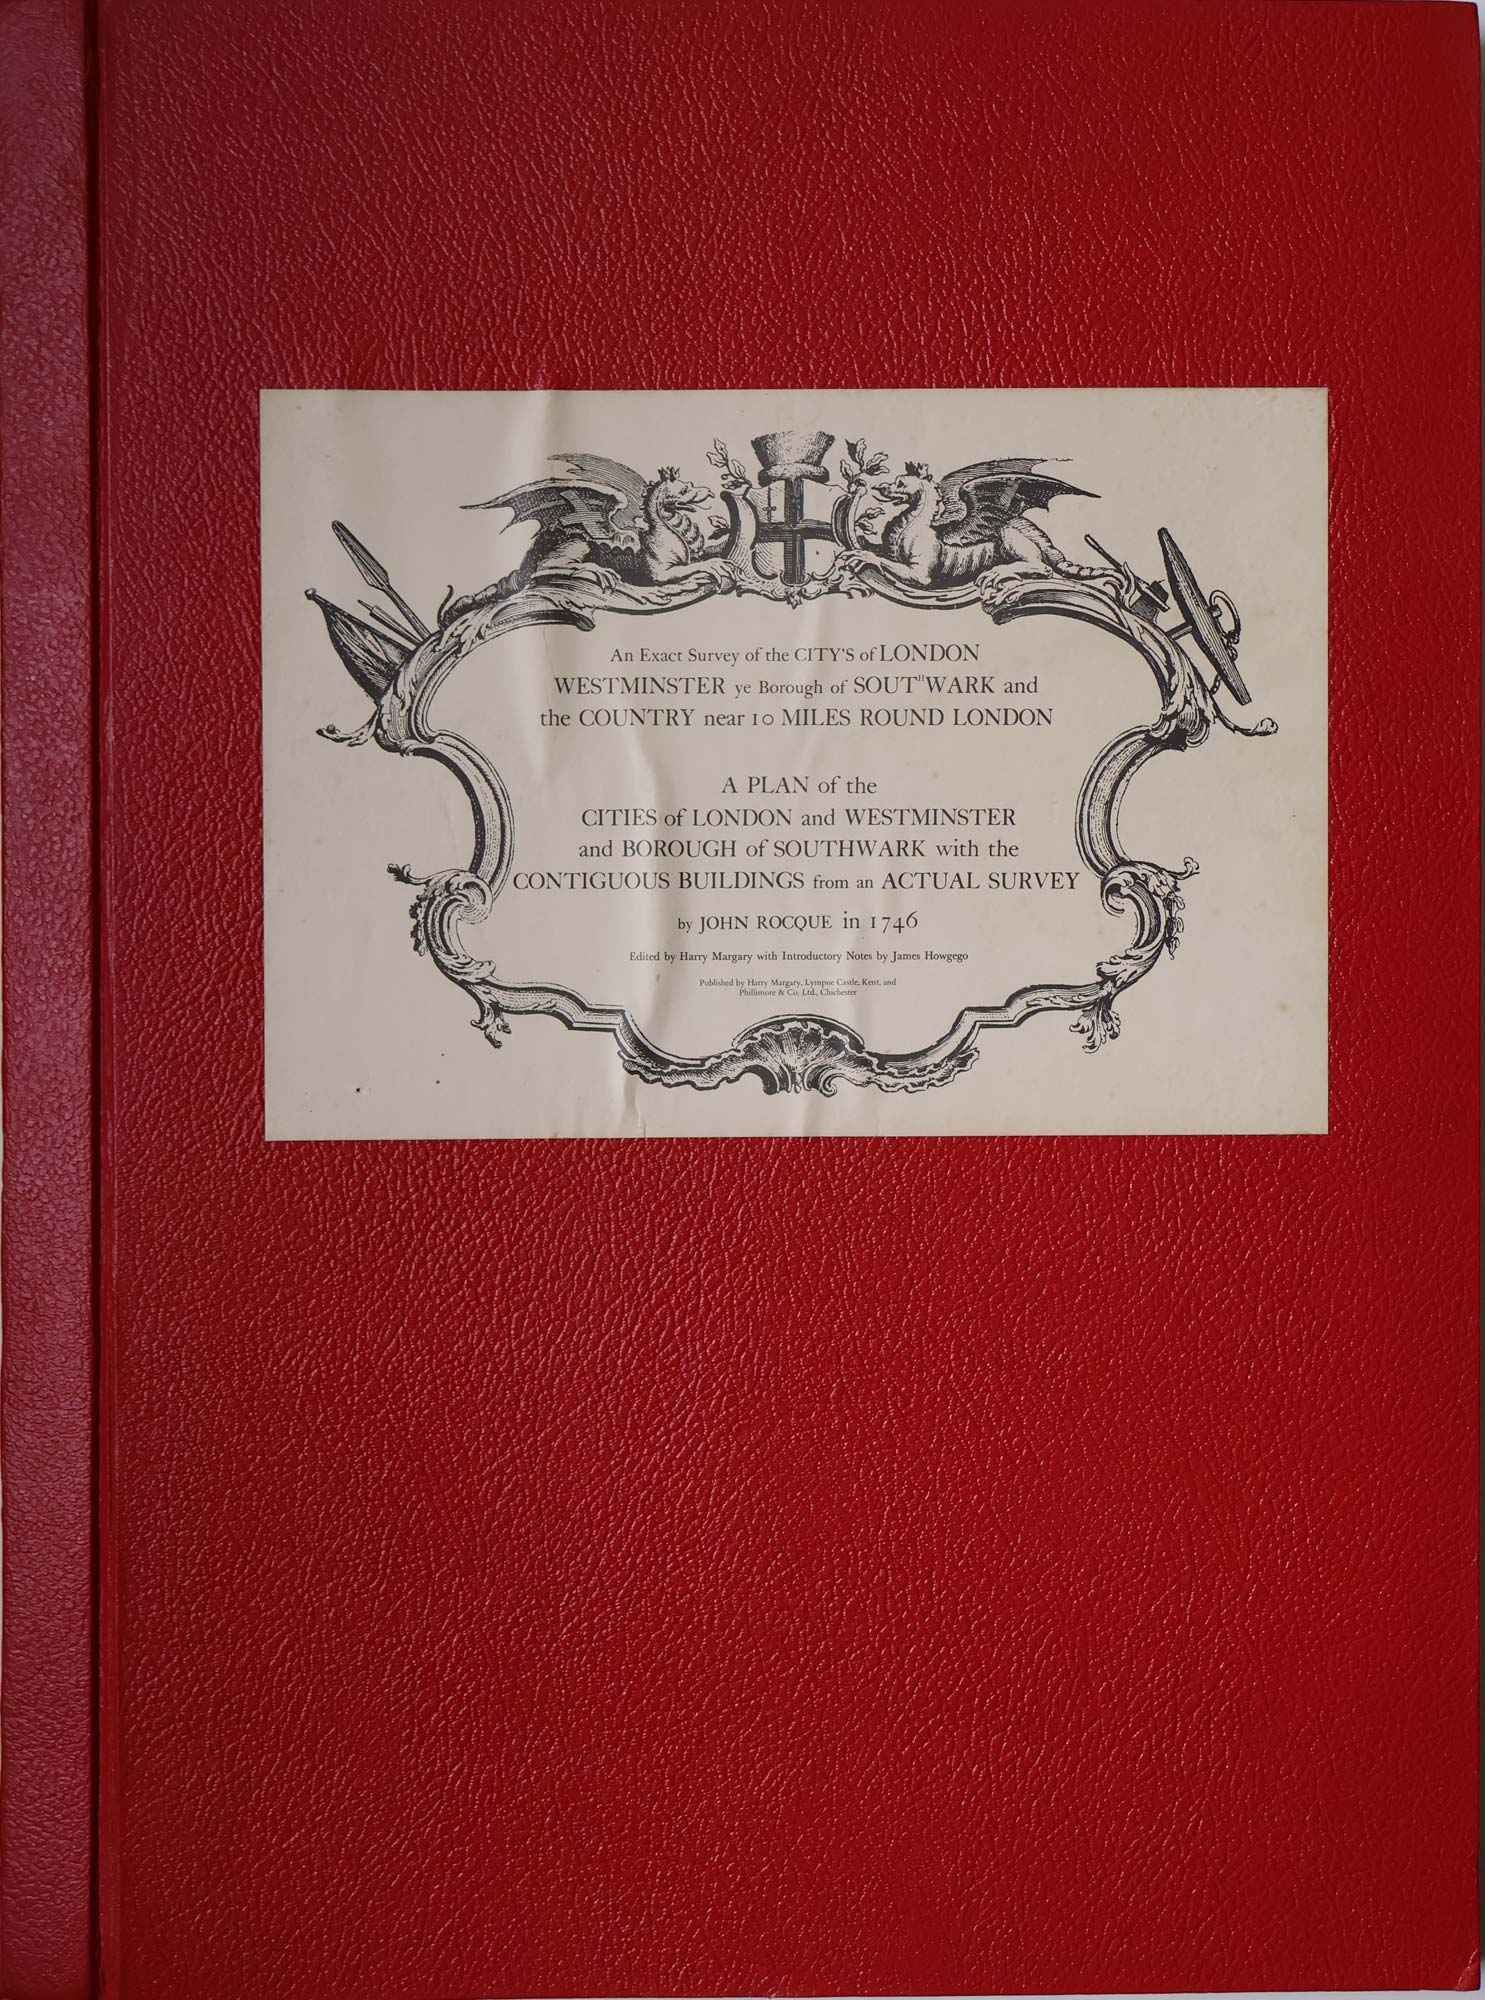 An Exact Survey of the CITY'S of LONDON
WESTMINSTER ye Borough of SOUTᴴWARK and
the COUNTRY near 10 MILES ROUND LONDON
A PLAN of the
CITIES of LONDON and WESTMINSTER
and BOROUGH of SOUTHWARK with the
CONTIGUOUS BUILDINGS from an ACTUAL SURVEY
by JOHN ROCQUE in 1746
Edited by Harry Margary with Introductory Notes by James Howgego
Published by Harry Margary, Lympne Castle, Kent, and
Phillimore & Co. Ltd., Chichester